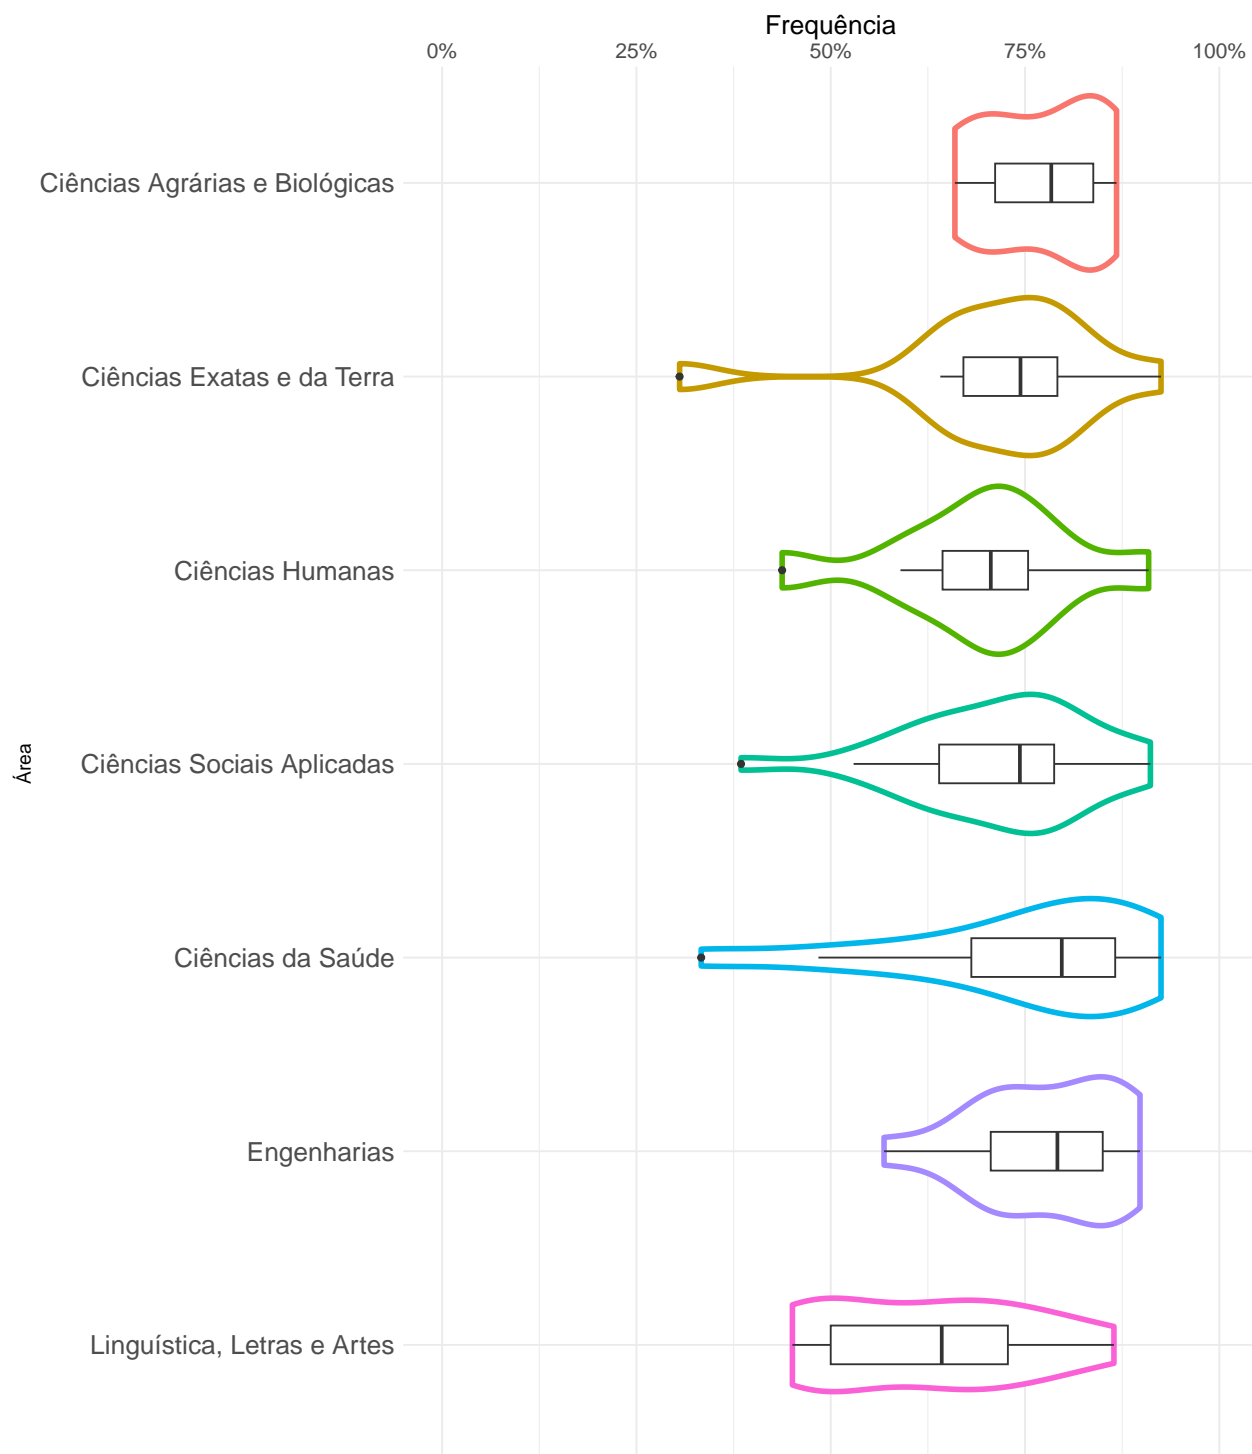 Frequência
0% 25% 50% 75% 100%
Ciências Agrárias e Biológicas
Ciências Exatas e da Terra
Ciências Humanas
Área
Ciências Sociais Aplicadas
Ciências da Saúde
Engenharias
Linguística, Letras e Artes